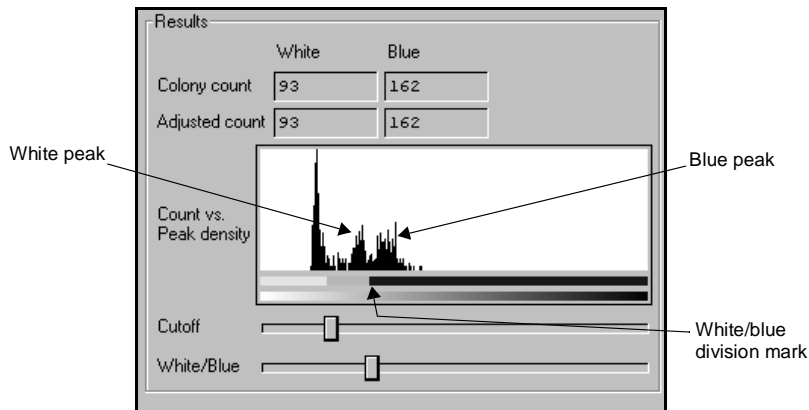 Results
White Blue
Colony count 93 162
Adjusted count 93 162
White peak
Blue peak
Count vs.
Peak density
Cutoff
White/Blue
White/blue
division mark